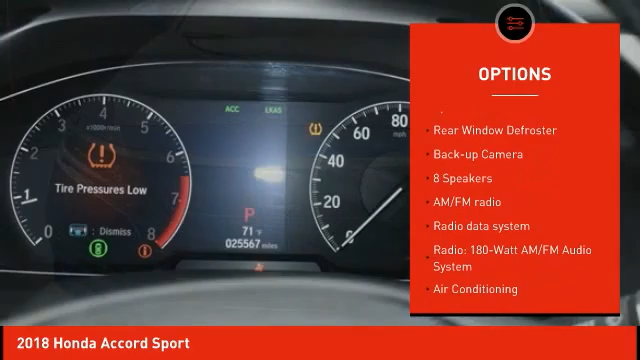 OPTIONS
Rear Window Defroster
Back-up Camera
8 Speakers
AM/FM radio
Radio data system
Radio: 180-Watt AM/FM Audio
System
Air Conditioning
ACC
LKAS
3
4
5
x1000r/min
2
6
1
7
0
8
Tire Pressures Low
: Dismiss
P
71 °F
025567 miles
80
mph
60
40
20
0
2018 Honda Accord Sport